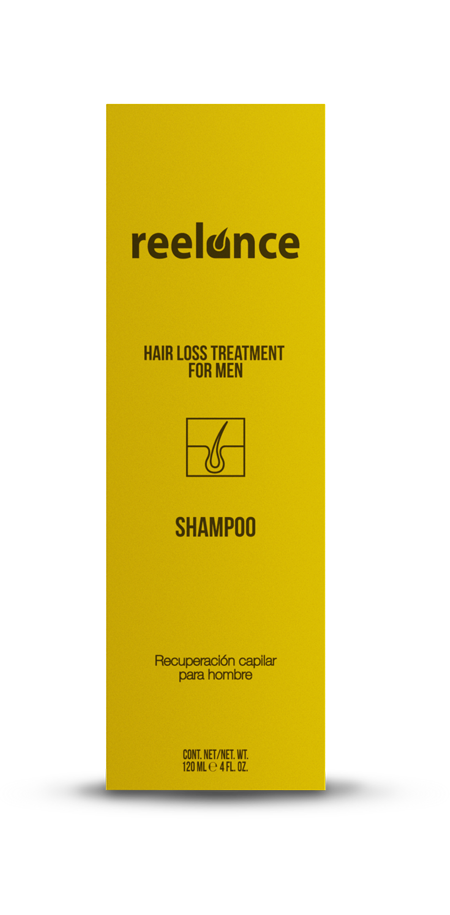 reelance
HAIR LOSS TREATMENT
FOR MEN
SHAMPOO
Recuperación capilar
para hombre
CONT. NET/NET. WT.
120 ML ℮ 4 FL. OZ.